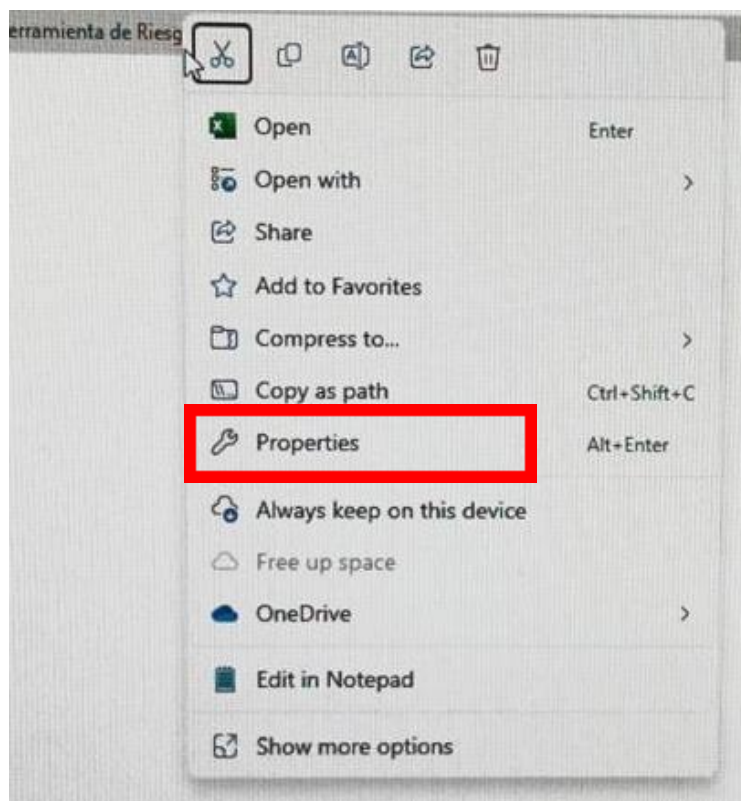 erramienta de Riesg
Open Enter
Open with
Share
Add to Favorites
Compress to...
Copy as path Ctrl+Shift+C
Properties Alt+Enter
Always keep on this device
Free up space
OneDrive
Edit in Notepad
Show more options